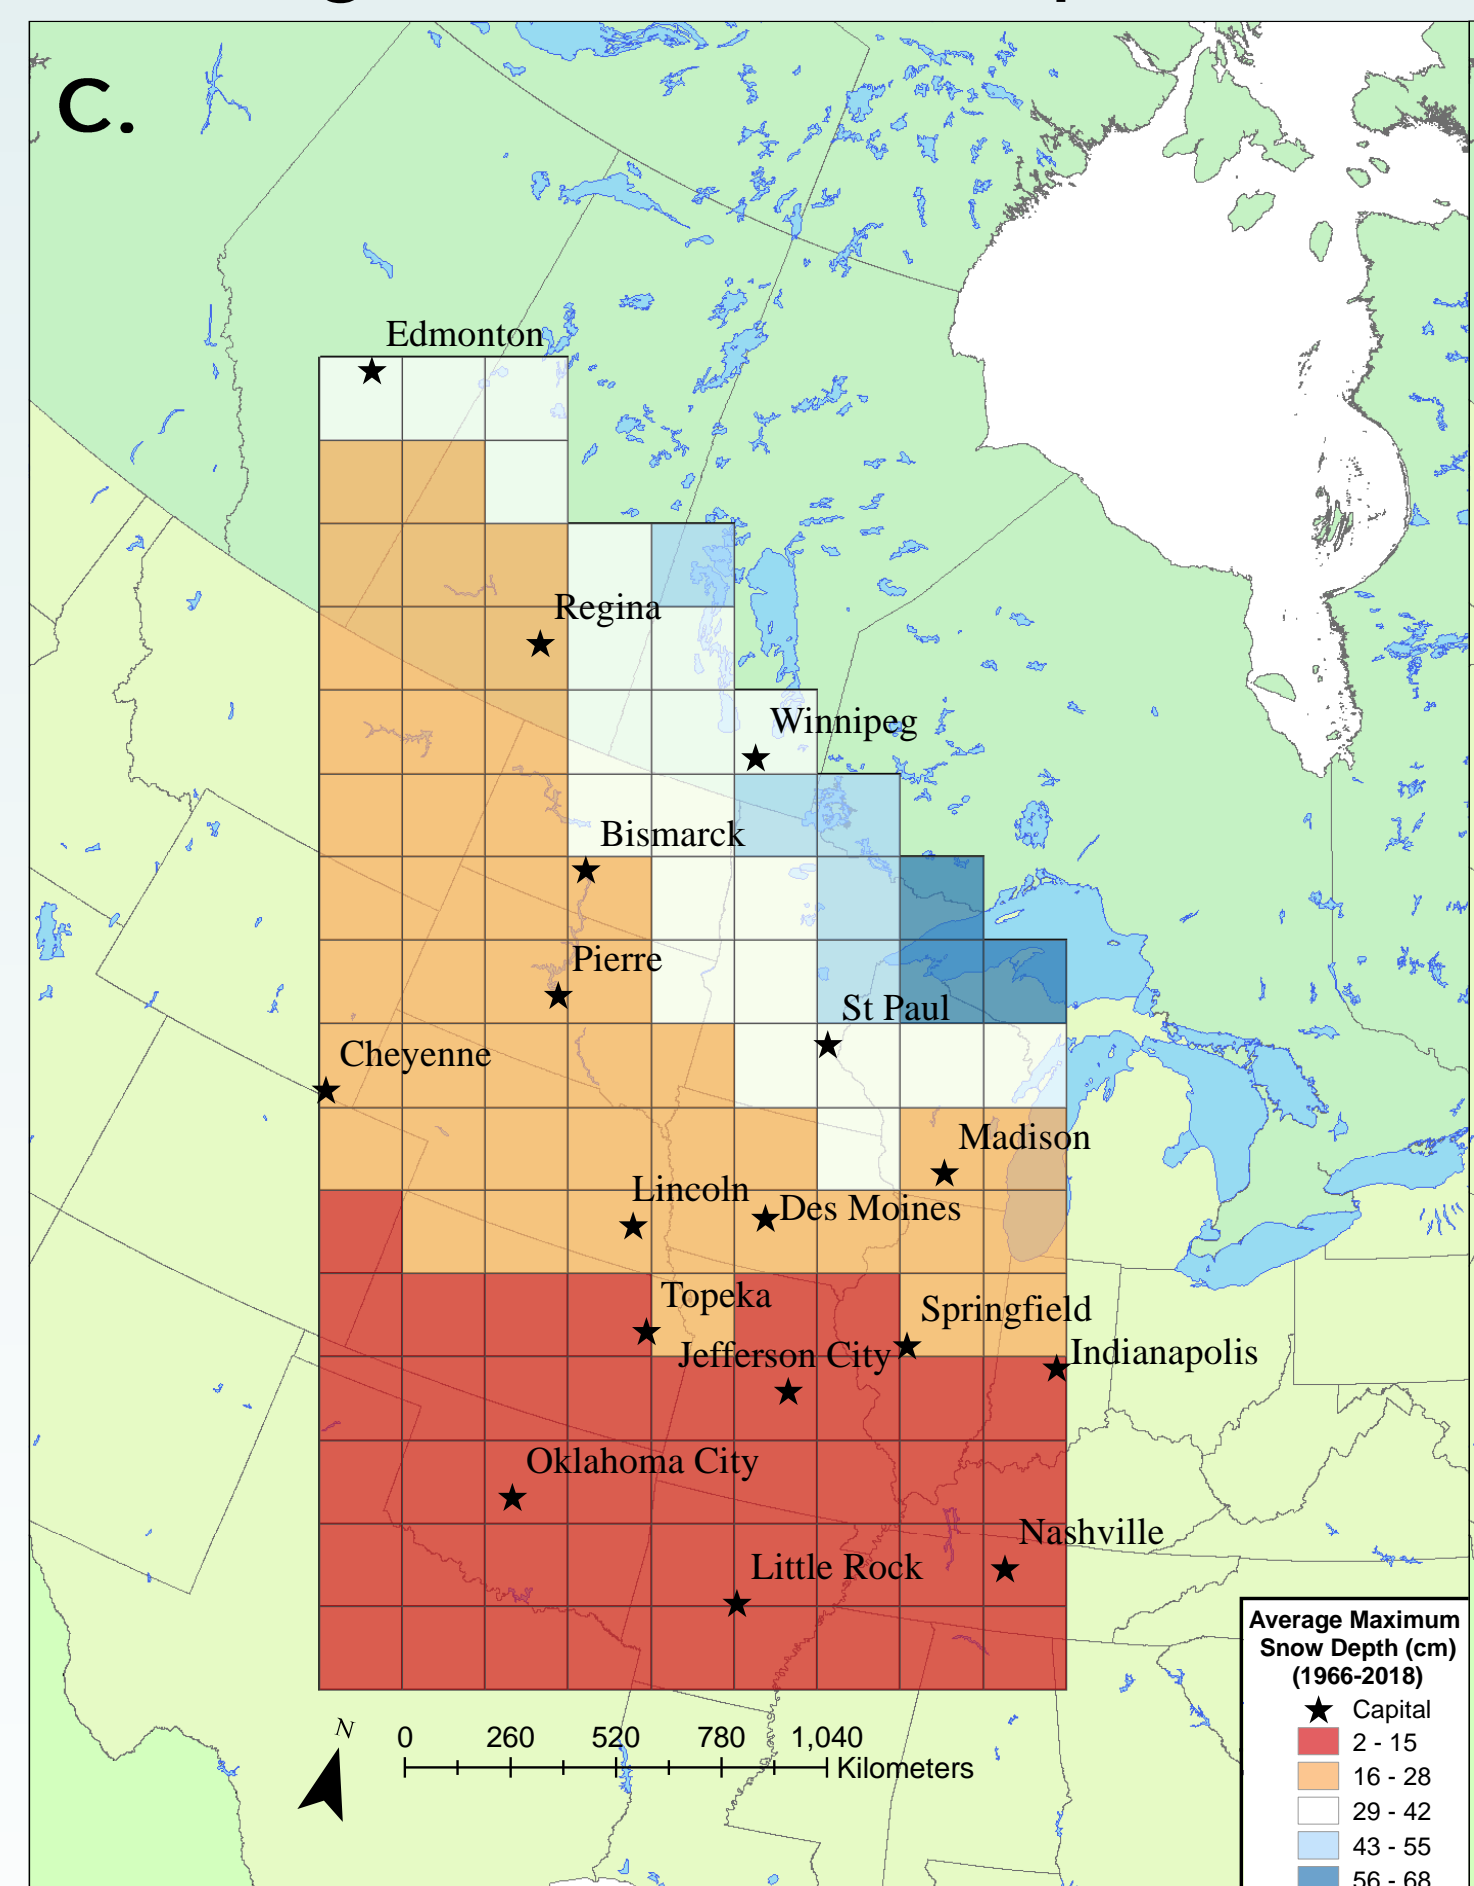 C.
Edmonton
Regina
Winnipeg
Bismarck
Pierre
St Paul
Cheyenne
Madison
Lincoln
Des Moines
Topeka
Springfield
Jefferson City
Indianapolis
Oklahoma City
Nashville
Little Rock
Average Maximum
Snow Depth (cm)
(1966-2018)
Capital
2 - 15
16 - 28
29 - 42
43 - 55
56 - 68
N
0 260 520 780 1,040
Kilometers